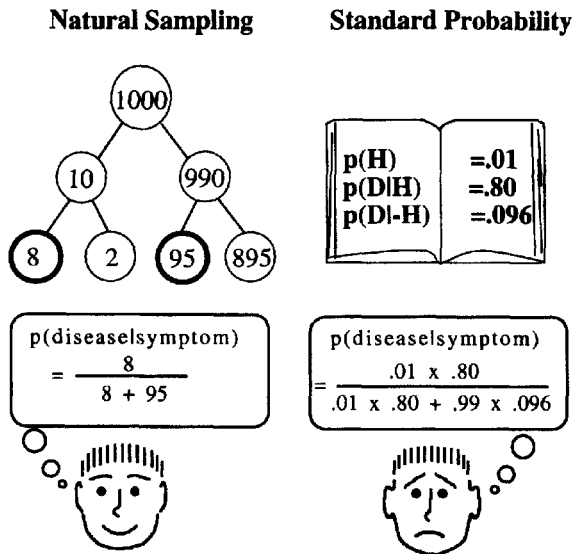 Natural Sampling
1000
10 990
8 2 95 895
p(disease|symptom)
= 8
8 + 95
Standard Probability
p(H) =.01
p(D|H) =.80
p(D|-H) =.096
p(disease|symptom)
= .01 x .80
.01 x .80 + .99 x .096